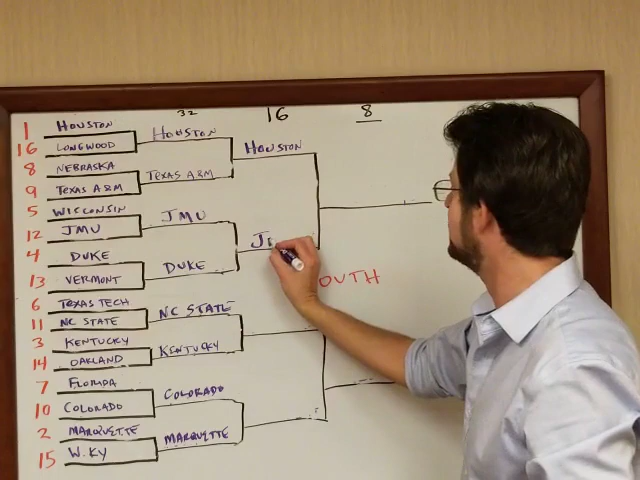 32 16 8
1 HOUSTON
16 LONGWOOD
8 NEBRASKA
9 TEXAS A&M
5 WISCONSIN
12 JMU
4 DUKE
13 VERMONT
6 TEXAS TECH
11 NC STATE
3 KENTUCKY
14 OAKLAND
7 FLORIDA
10 COLORADO
2 MARQUETTE
15 W. KY
HOUSTON
TEXAS A&M
JMU
DUKE
NC STATE
KENTUCKY
COLORADO
MARQUETTE
HOUSTON
J
OUTH